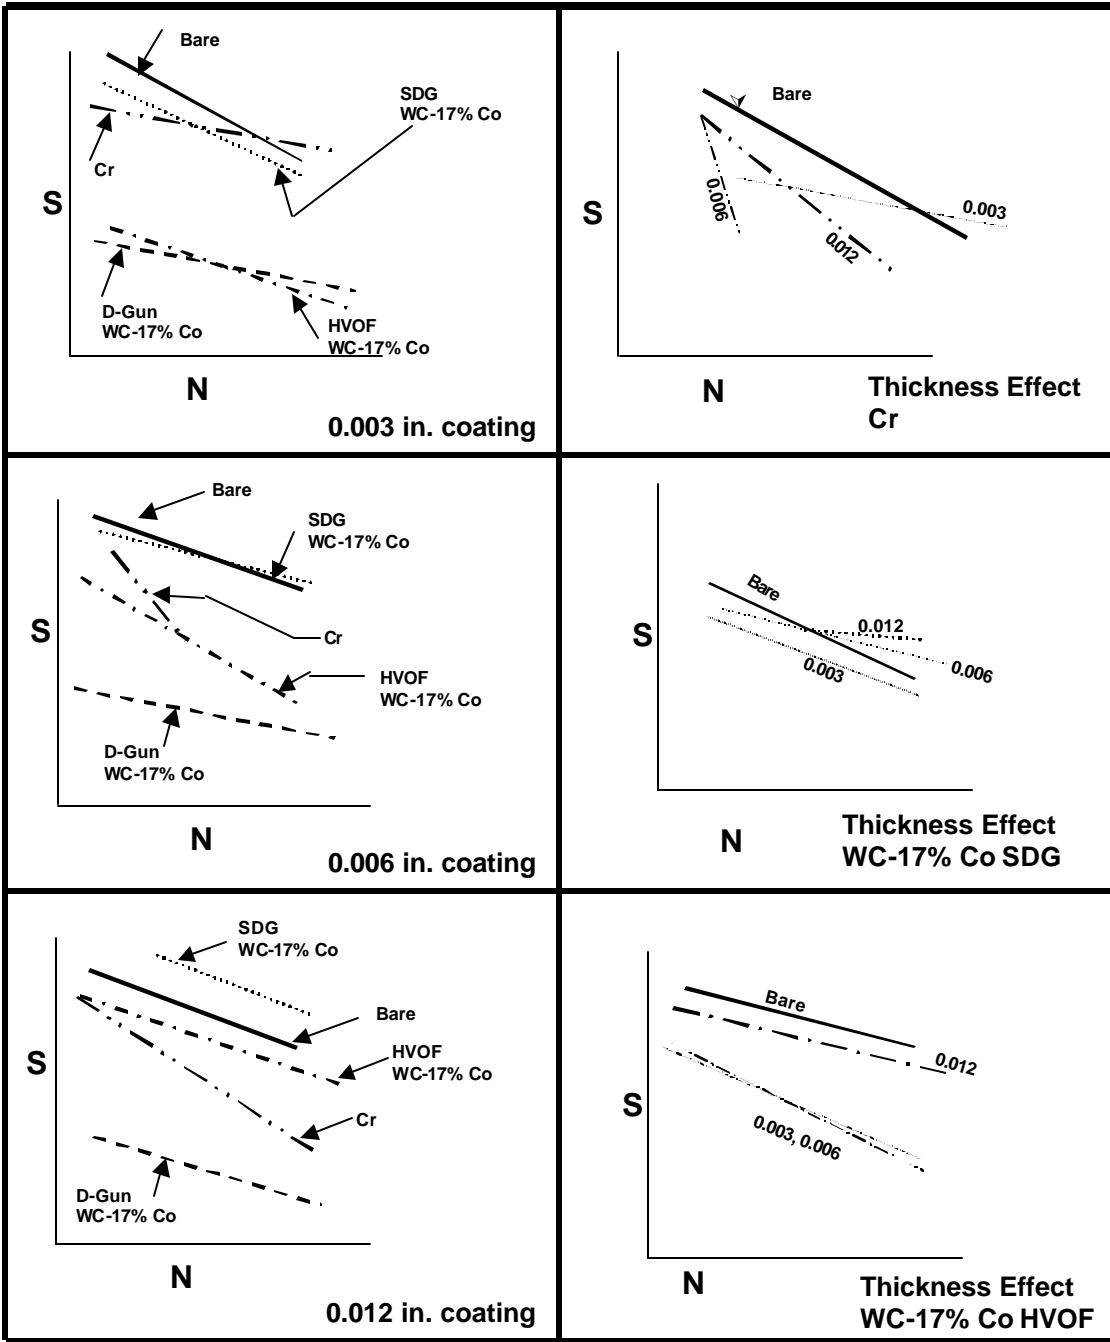 Bare
SDG
WC-17% Co
Cr
S
D-Gun
WC-17% Co
HVOF
WC-17% Co
N
0.003 in. coating
Bare
0.006
0.003
0.012
S
N
Thickness Effect
Cr
Bare
SDG
WC-17% Co
S
Cr
HVOF
WC-17% Co
D-Gun
WC-17% Co
N
0.006 in. coating
Bare
0.012
0.006
0.003
S
N
Thickness Effect
WC-17% Co SDG
SDG
WC-17% Co
Bare
HVOF
WC-17% Co
S
Cr
D-Gun
WC-17% Co
N
0.012 in. coating
Bare
0.012
S
0.003, 0.006
N
Thickness Effect
WC-17% Co HVOF